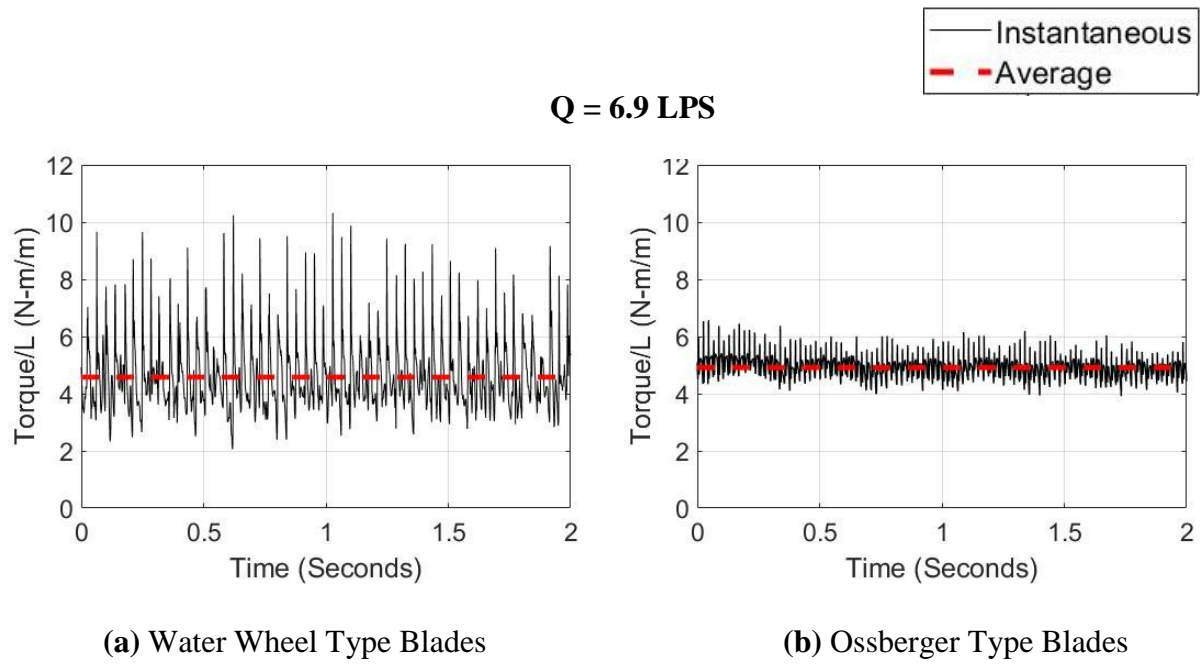 Instantaneous
Average
Q = 6.9 LPS
12
10
8
6
4
2
0
Torque/L (N-m/m)
0 0.5 1 1.5 2
Time (Seconds)
(a) Water Wheel Type Blades
12
10
8
6
4
2
0
Torque/L (N-m/m)
0 0.5 1 1.5 2
Time (Seconds)
(b) Ossberger Type Blades